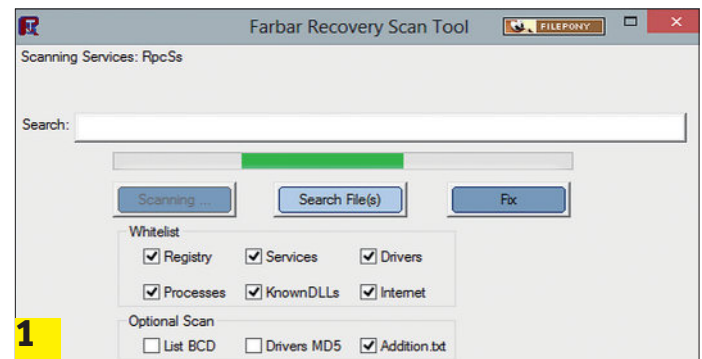 Farbar Recovery Scan Tool
FILEPONY
Scanning Services: RpcSs
Search:
Scanning ...
Search File(s)
Fix
Whitelist
Registry Services Drivers
Processes KnownDLLs Internet
Optional Scan
List BCD Drivers MD5 Addition.txt
1